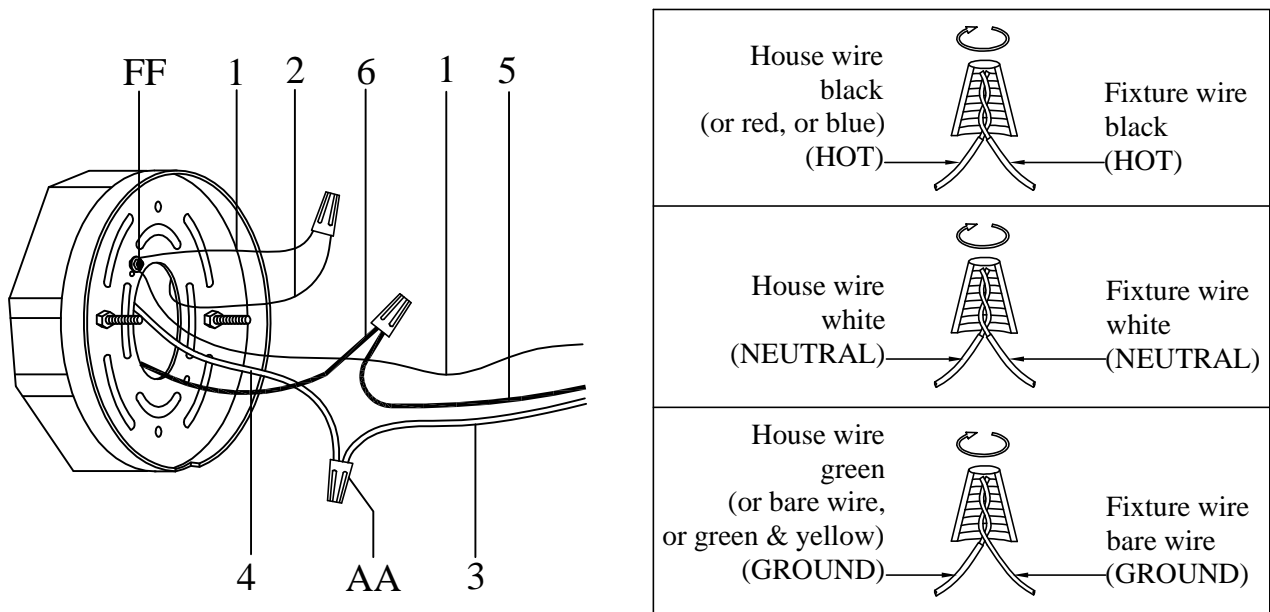 FF 1 2 6 1 5
4 AA 3
House wire
black
(or red, or blue)
(HOT)
Fixture wire
black
(HOT)
House wire
white
(NEUTRAL)
Fixture wire
white
(NEUTRAL)
House wire
green
(or bare wire,
or green & yellow)
(GROUND)
Fixture wire
bare wire
(GROUND)